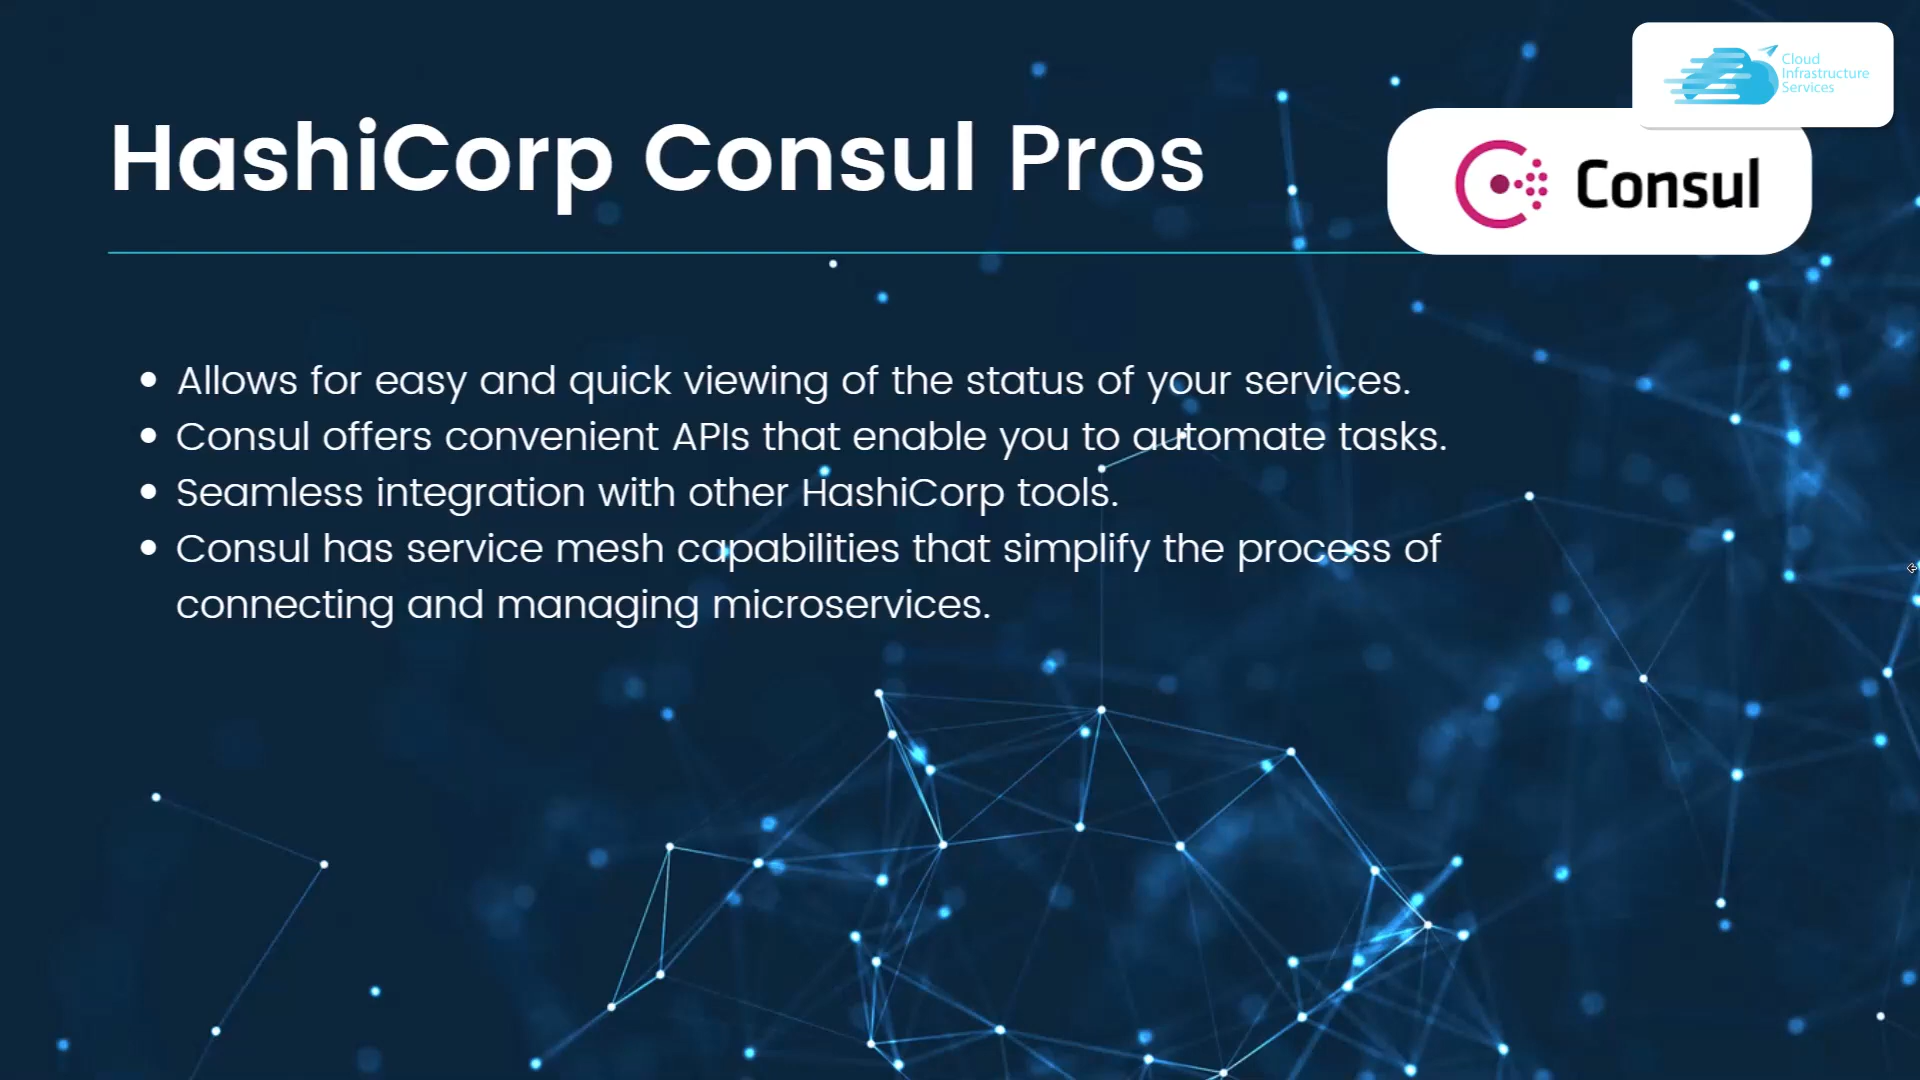 Cloud
Infrastructure
Services
HashiCorp Consul Pros
Consul
• Allows for easy and quick viewing of the status of your services.
• Consul offers convenient APIs that enable you to automate tasks.
• Seamless integration with other HashiCorp tools.
• Consul has service mesh capabilities that simplify the process of
connecting and managing microservices.